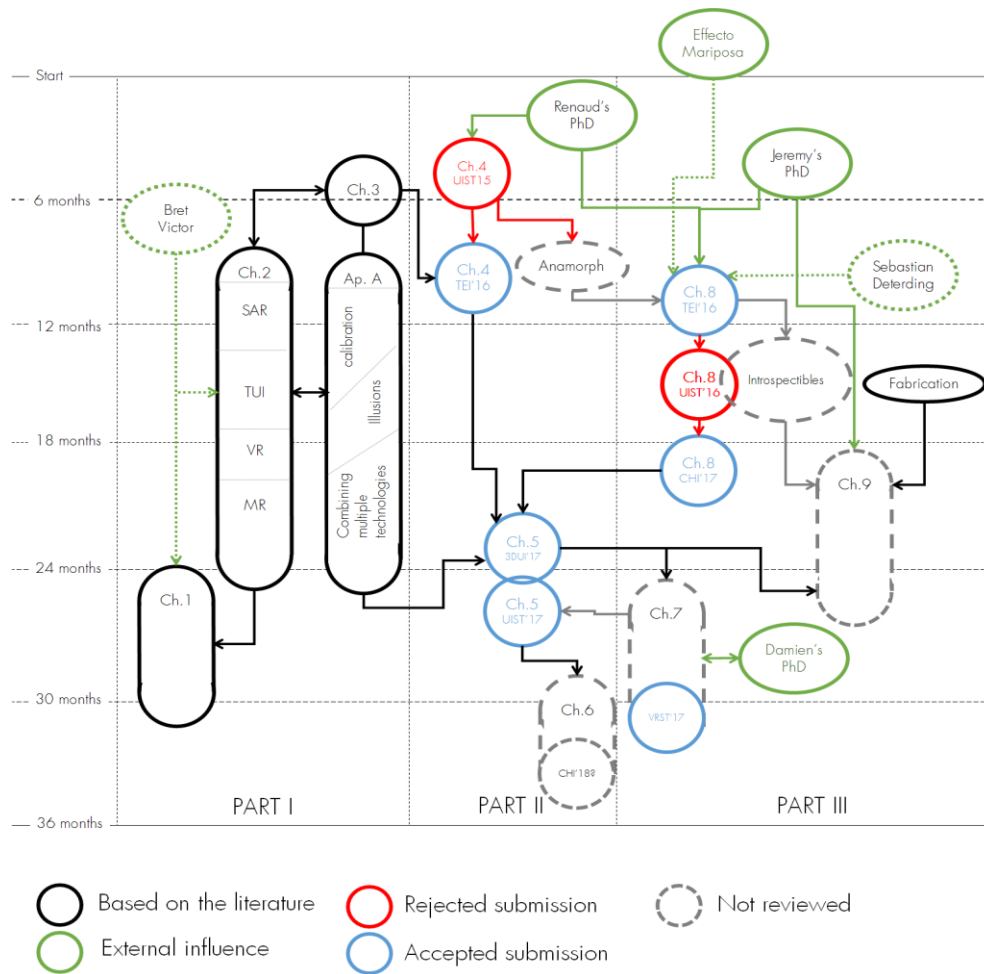 Effecto
Mariposa
Start
Renaud's
PhD
Jeremy's
PhD
Ch.4
UIST15
Ch.3
6 months
Bret
Victor
Ch.2
Ap. A
Ch.4
TEI'16
Anamorph
Sebastian
Deterding
Ch.8
TEI'16
SAR
12 months
calibration
Ch.8
UIST'16
Introspectibles
Fabrication
TUI
Illusions
18 months
VR
Ch.8
CHI'17
Ch.9
MR
Combining
multiple
technologies
Ch.5
3DUI'17
24 months
Ch.1
Ch.5
UIST'17
Ch.7
Damien's
PhD
30 months
Ch.6
VRST'17
CHI'18?
PART I
PART II
PART III
36 months
Based on the literature
Rejected submission
Not reviewed
External influence
Accepted submission